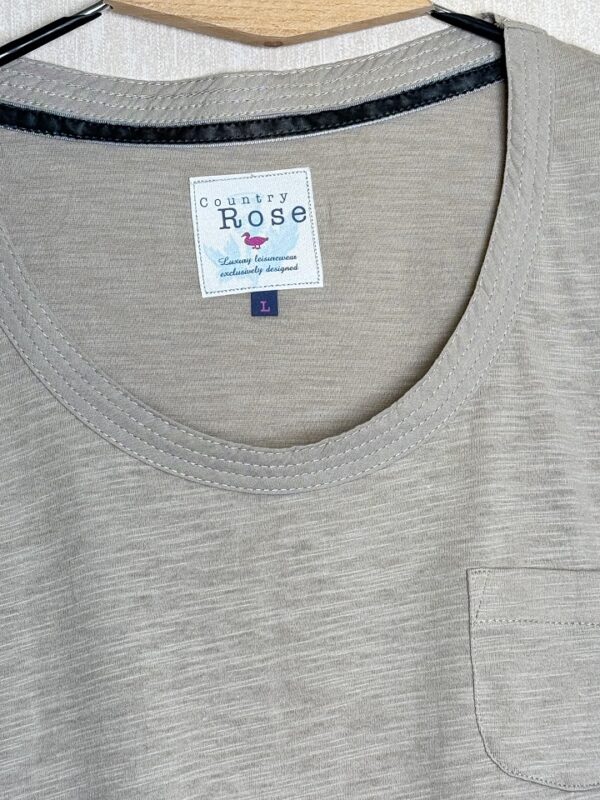 Country
Rose
Luxury leisurewear
exclusively designed
L